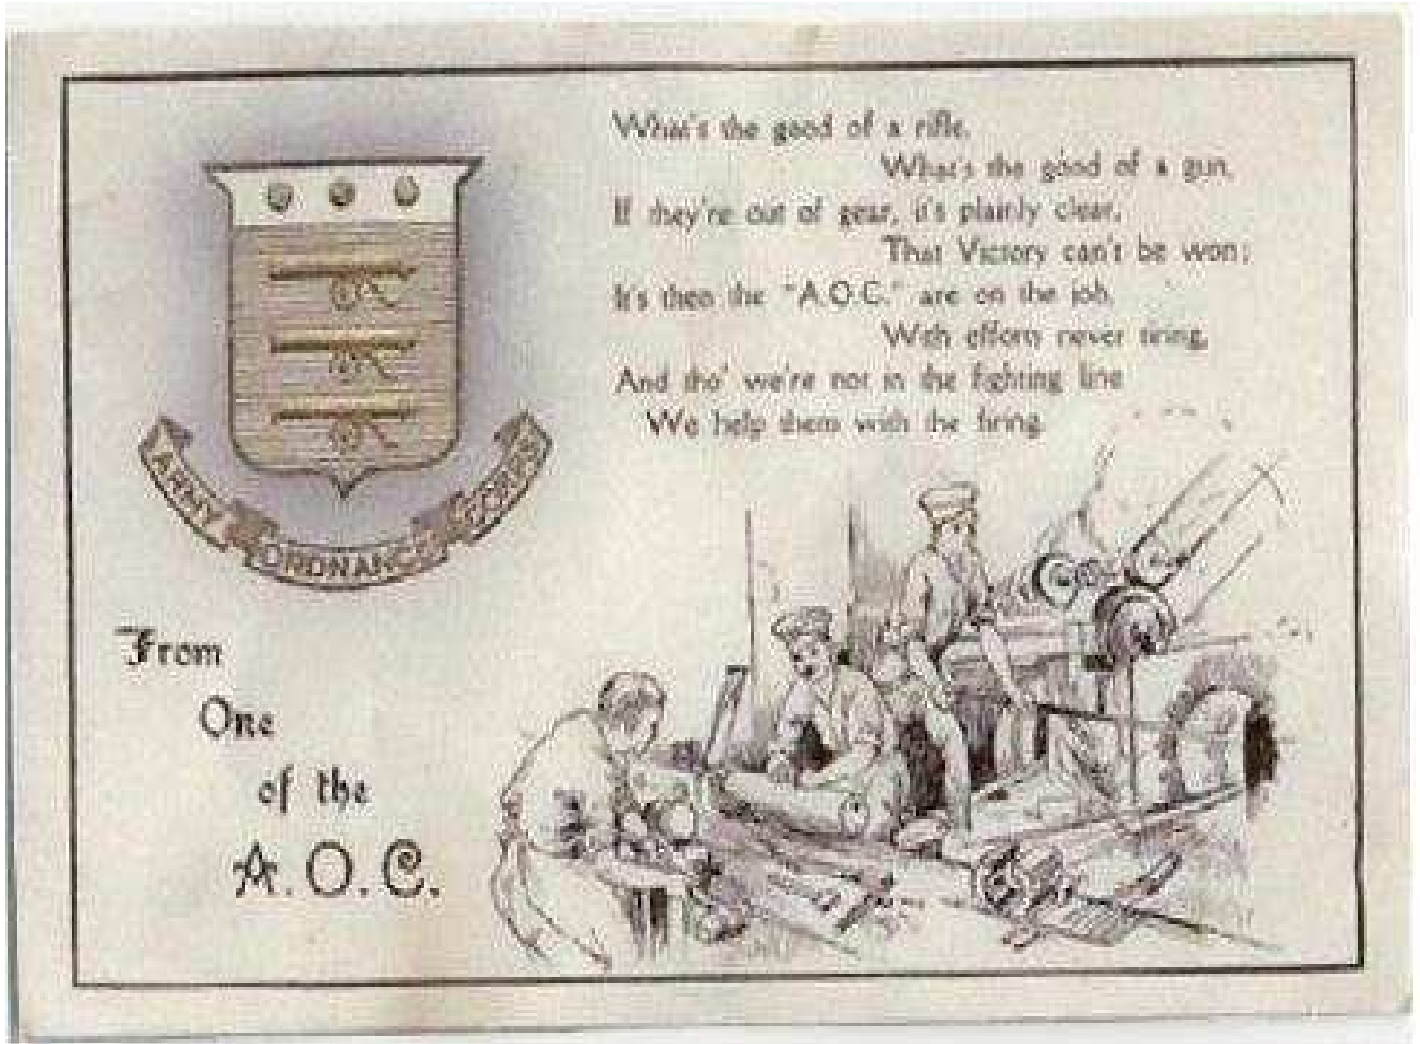 What's the good of a rifle,
What's the good of a gun,
If they're out of gear, it's plainly clear,
That Victory can't be won;
It's then the "A.O.C." are on the job,
With efforts never tiring,
And tho' we're not in the fighting line
We help them with the firing.
ARMY ORDNANCE CORPS
From
One
of the
A.O.C.